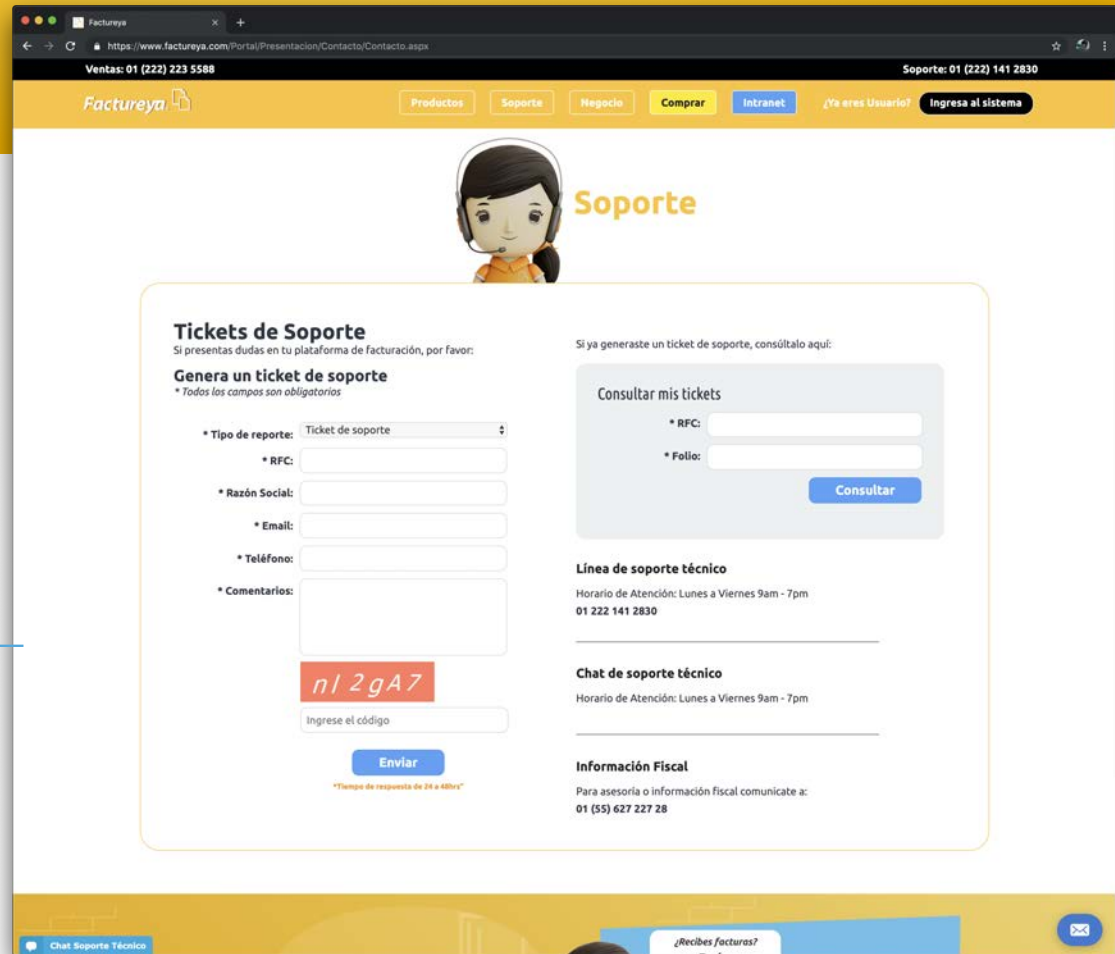 Factureya
https://www.factureya.com/Portal/Presentacion/Contacto/Contacto.aspx
Ventas: 01 (222) 223 5588
Soporte: 01 (222) 141 2830
Factureya
Productos
Soporte
Negocio
Comprar
Intranet
¿Ya eres Usuario?
Ingresa al sistema
Soporte
Tickets de Soporte
Si presentas dudas en tu plataforma de facturación, por favor:
Genera un ticket de soporte
* Todos los campos son obligatorios
* Tipo de reporte: Ticket de soporte
* RFC:
* Razón Social:
* Email:
* Teléfono:
* Comentarios:
nI2gA7
Ingrese el código
Enviar
*Tiempo de respuesta de 24 a 48hrs"
Si ya generaste un ticket de soporte, consúltalo aquí:
Consultar mis tickets
* RFC:
* Folio:
Consultar
Línea de soporte técnico
Horario de Atención: Lunes a Viernes 9am - 7pm
01 222 141 2830
Chat de soporte técnico
Horario de Atención: Lunes a Viernes 9am - 7pm
Información Fiscal
Para asesoría o información fiscal comunicate a:
01 (55) 627 227 28
Chat Soporte Técnico
¿Recibes facturas?